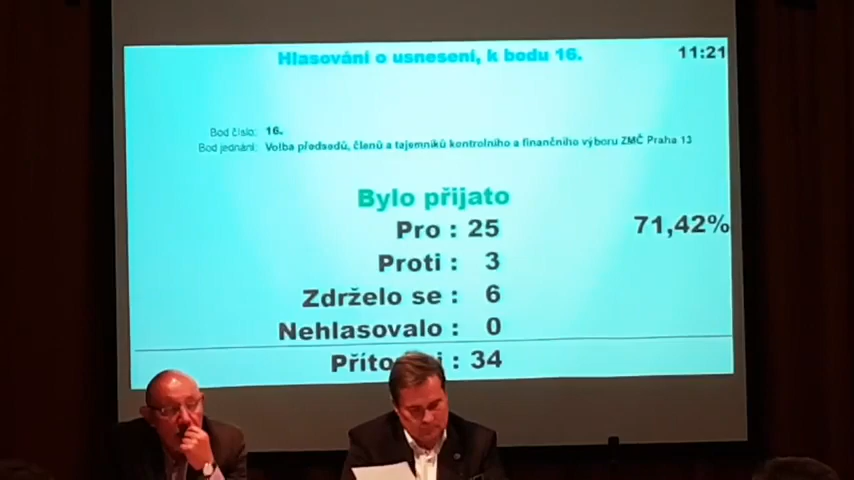 Hlasování o usnesení, k bodu 16.
11:21
Bod číslo: 16.
Bod jednání: Volba předsedů, členů a tajemníků kontrolního a finančního výboru ZMČ Praha 13
Bylo přijato
Pro : 25 71,42%
Proti : 3
Zdrželo se : 6
Nehlasovalo : 0
: 34